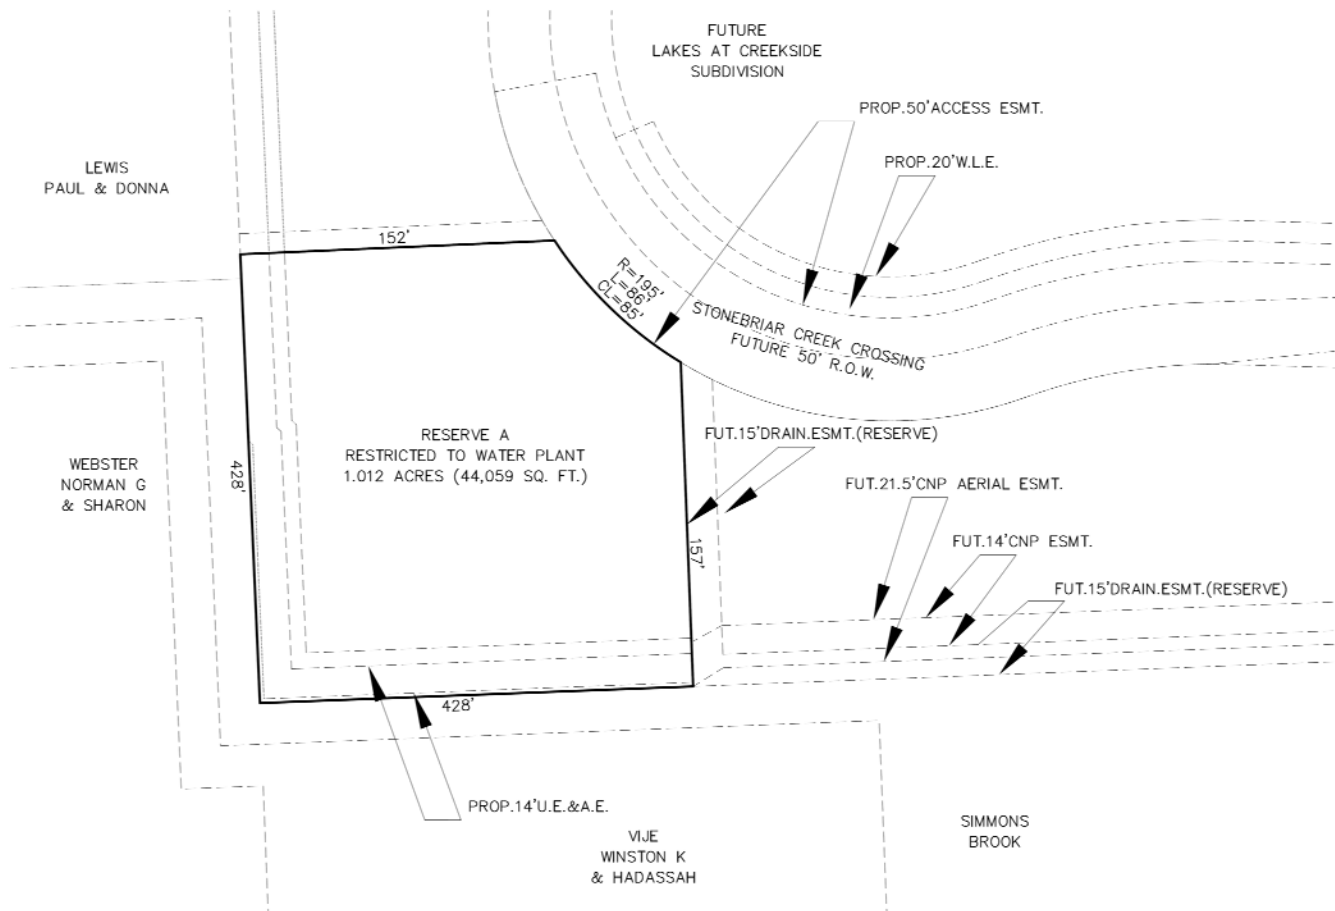 FUTURE
LAKES AT CREEKSIDE
SUBDIVISION
PROP.50'ACCESS ESMT.
PROP.20'W.L.E.
LEWIS
PAUL & DONNA
152'
R=195'
L=86'
CL=85'
STONEBRIAR CREEK CROSSING
FUTURE 50' R.O.W.
RESERVE A
RESTRICTED TO WATER PLANT
1.012 ACRES (44,059 SQ. FT.)
FUT.15'DRAIN.ESMT.(RESERVE)
WEBSTER
NORMAN G
& SHARON
428'
FUT.21.5'CNP AERIAL ESMT.
FUT.14'CNP ESMT.
157'
FUT.15'DRAIN.ESMT.(RESERVE)
428'
PROP.14'U.E.&A.E.
VIJE
WINSTON K
& HADASSAH
SIMMONS
BROOK